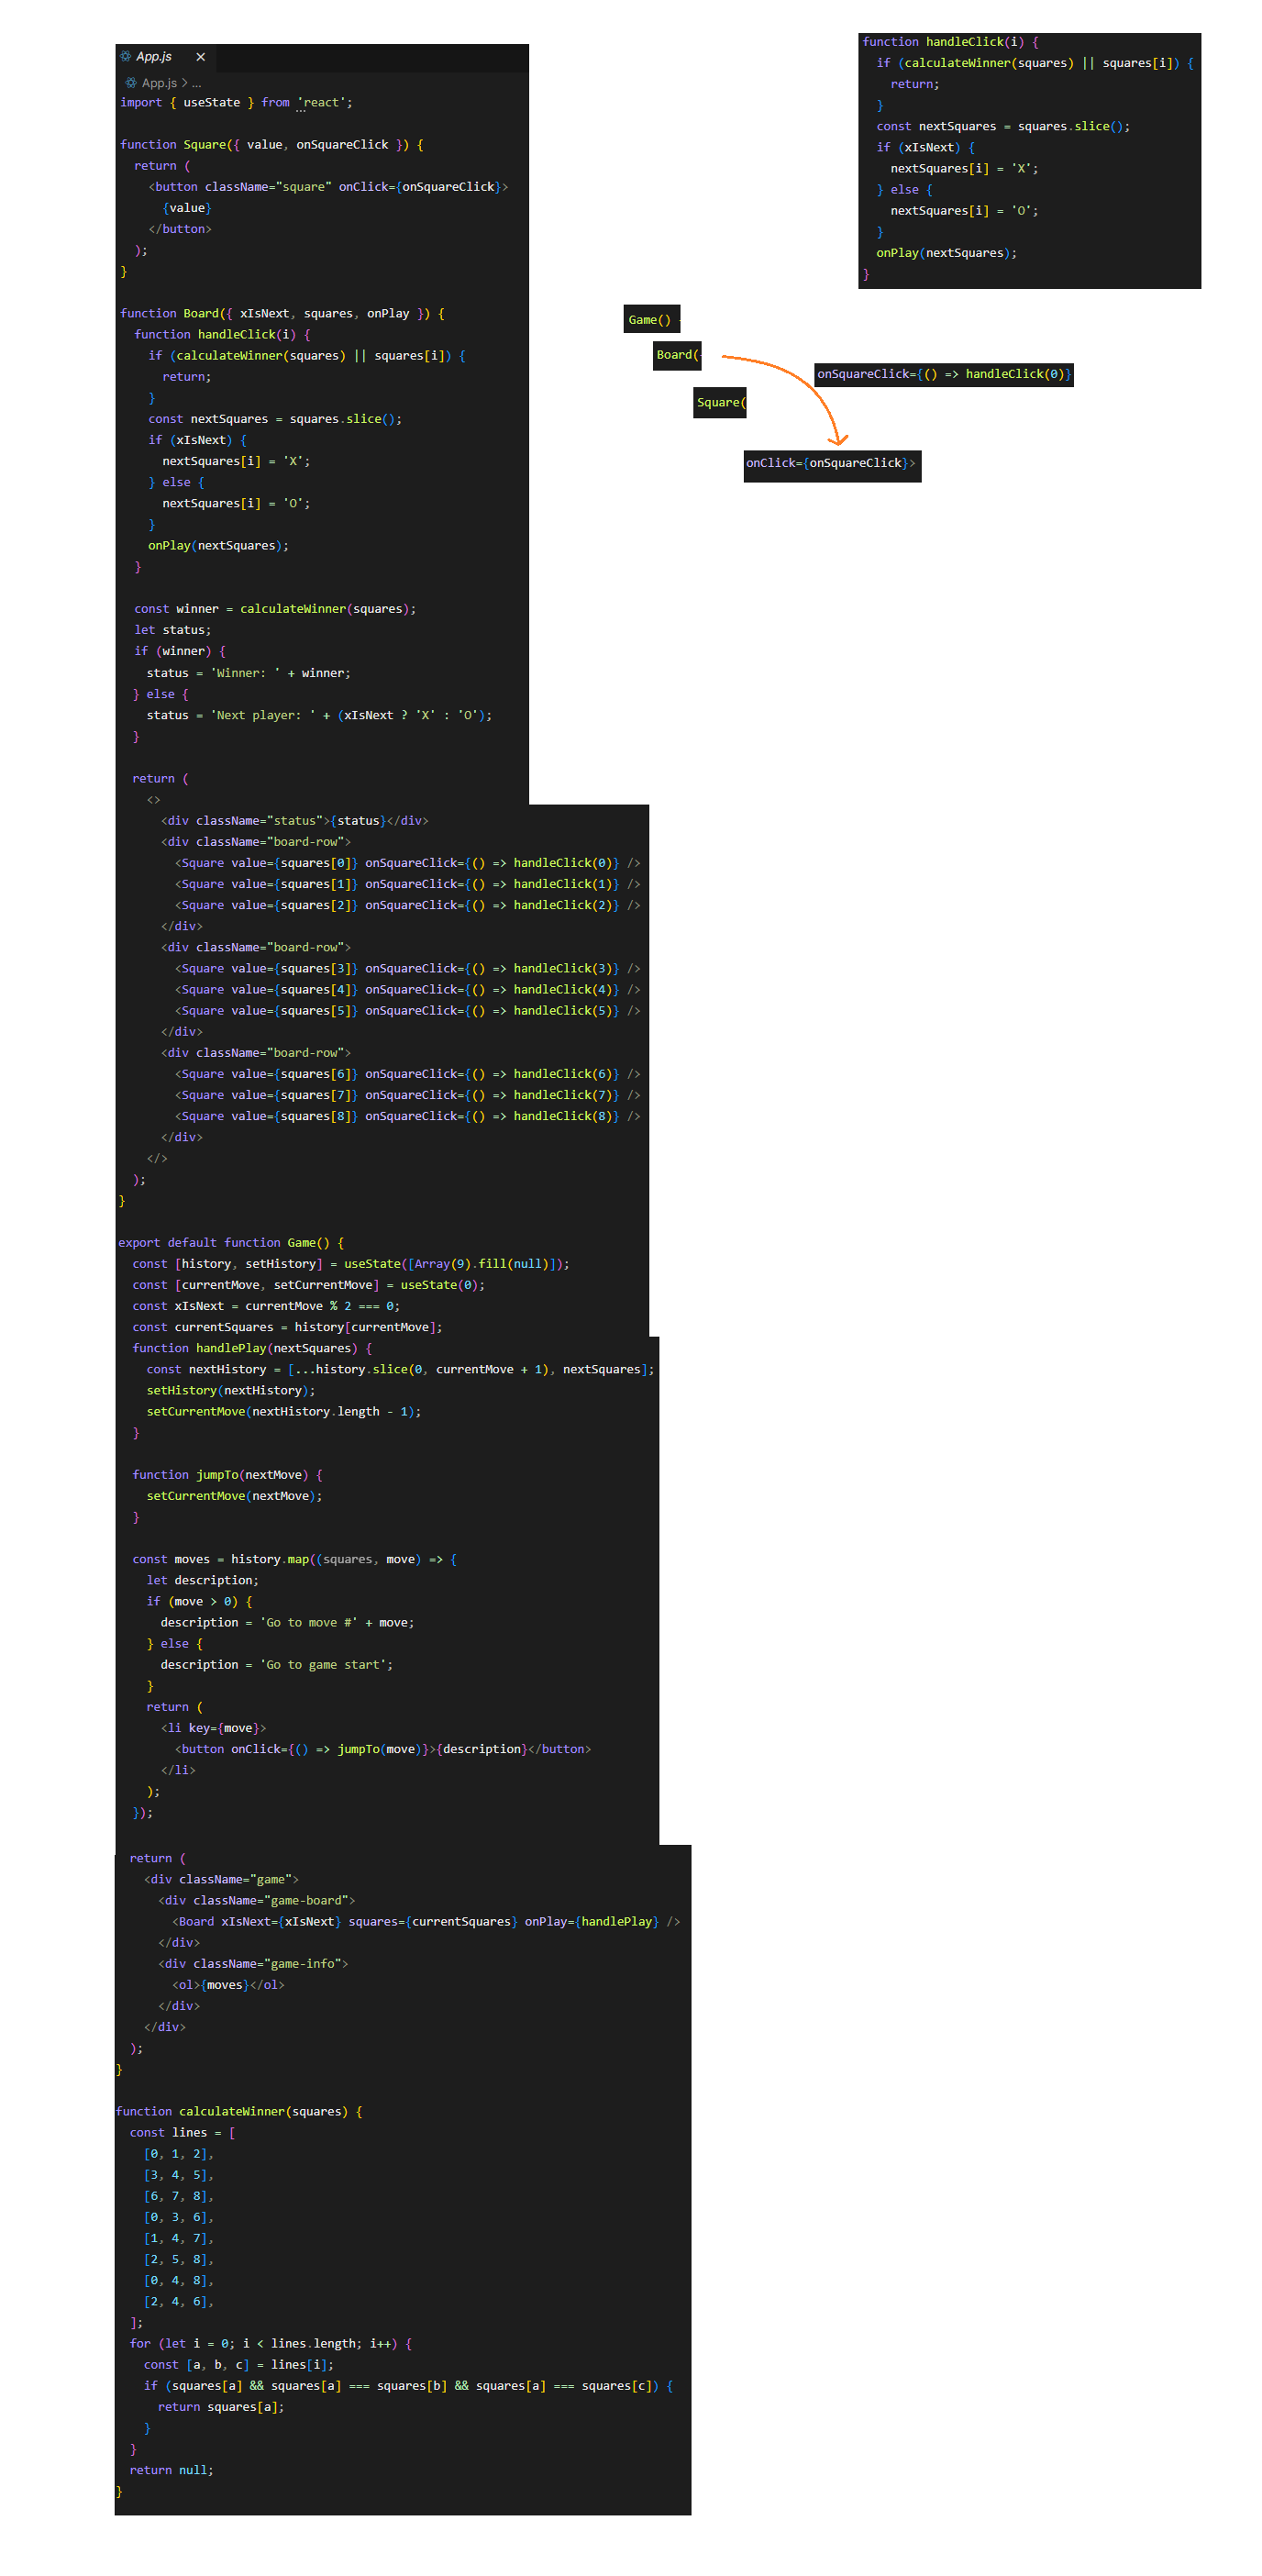 App.js
App.js > ...
import { useState } from 'react';
function Square({ value, onSquareClick }) {
  return (
    <button className="square" onClick={onSquareClick}>
      {value}
    </button>
  );
}
function Board({ xIsNext, squares, onPlay }) {
  function handleClick(i) {
    if (calculateWinner(squares) || squares[i]) {
      return;
    }
    const nextSquares = squares.slice();
    if (xIsNext) {
      nextSquares[i] = 'X';
    } else {
      nextSquares[i] = 'O';
    }
    onPlay(nextSquares);
  }
  const winner = calculateWinner(squares);
  let status;
  if (winner) {
    status = 'Winner: ' + winner;
  } else {
    status = 'Next player: ' + (xIsNext ? 'X' : 'O');
  }
  return (
    <>
      <div className="status">{status}</div>
      <div className="board-row">
        <Square value={squares[0]} onSquareClick={() => handleClick(0)} />
        <Square value={squares[1]} onSquareClick={() => handleClick(1)} />
        <Square value={squares[2]} onSquareClick={() => handleClick(2)} />
      </div>
      <div className="board-row">
        <Square value={squares[3]} onSquareClick={() => handleClick(3)} />
        <Square value={squares[4]} onSquareClick={() => handleClick(4)} />
        <Square value={squares[5]} onSquareClick={() => handleClick(5)} />
      </div>
      <div className="board-row">
        <Square value={squares[6]} onSquareClick={() => handleClick(6)} />
        <Square value={squares[7]} onSquareClick={() => handleClick(7)} />
        <Square value={squares[8]} onSquareClick={() => handleClick(8)} />
      </div>
    </>
  );
}
export default function Game() {
  const [history, setHistory] = useState([Array(9).fill(null)]);
  const [currentMove, setCurrentMove] = useState(0);
  const xIsNext = currentMove % 2 === 0;
  const currentSquares = history[currentMove];
  function handlePlay(nextSquares) {
    const nextHistory = [...history.slice(0, currentMove + 1), nextSquares];
    setHistory(nextHistory);
    setCurrentMove(nextHistory.length - 1);
  }
  function jumpTo(nextMove) {
    setCurrentMove(nextMove);
  }
  const moves = history.map((squares, move) => {
    let description;
    if (move > 0) {
      description = 'Go to move #' + move;
    } else {
      description = 'Go to game start';
    }
    return (
      <li key={move}>
        <button onClick={() => jumpTo(move)}>{description}</button>
      </li>
    );
  });
  return (
    <div className="game">
      <div className="game-board">
        <Board xIsNext={xIsNext} squares={currentSquares} onPlay={handlePlay} />
      </div>
      <div className="game-info">
        <ol>{moves}</ol>
      </div>
    </div>
  );
}
function calculateWinner(squares) {
  const lines = [
    [0, 1, 2],
    [3, 4, 5],
    [6, 7, 8],
    [0, 3, 6],
    [1, 4, 7],
    [2, 5, 8],
    [0, 4, 8],
    [2, 4, 6],
  ];
  for (let i = 0; i < lines.length; i++) {
    const [a, b, c] = lines[i];
    if (squares[a] && squares[a] === squares[b] && squares[a] === squares[c]) {
      return squares[a];
    }
  }
  return null;
}
function handleClick(i) {
  if (calculateWinner(squares) || squares[i]) {
    return;
  }
  const nextSquares = squares.slice();
  if (xIsNext) {
    nextSquares[i] = 'X';
  } else {
    nextSquares[i] = 'O';
  }
  onPlay(nextSquares);
}
Game()
Board(
onSquareClick={() => handleClick(0)}
Square(
onClick={onSquareClick}>